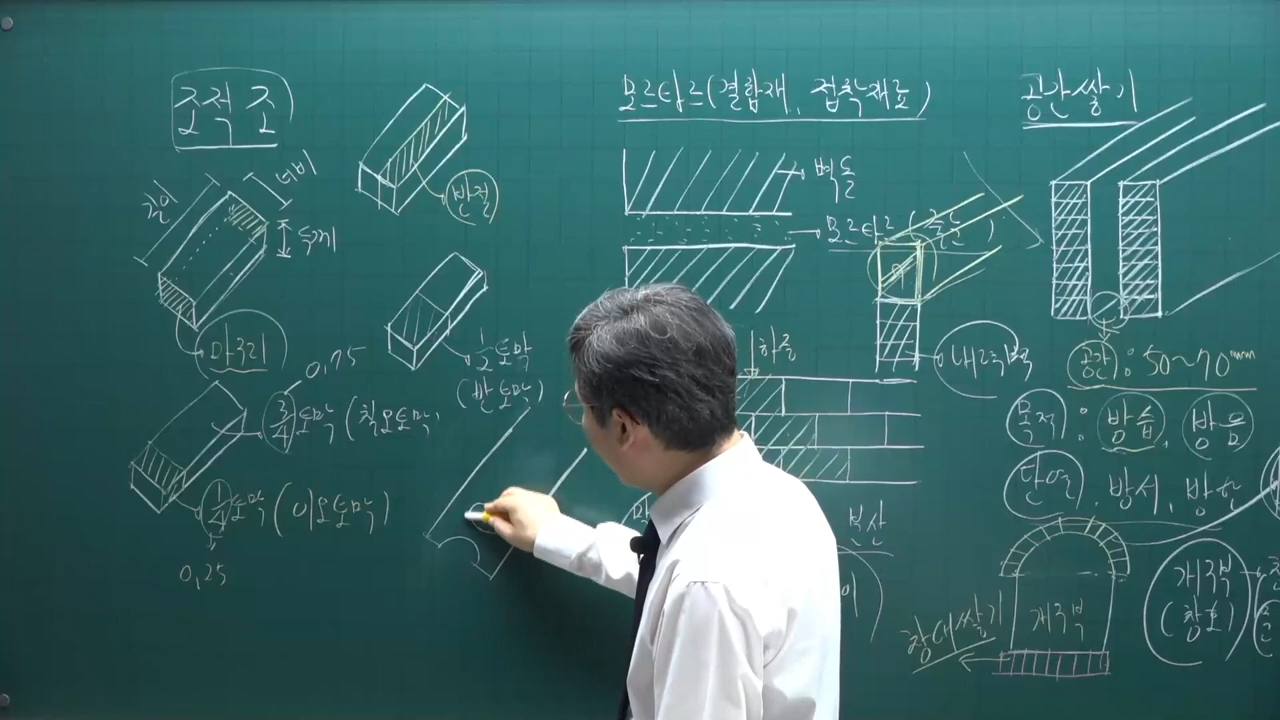 조적조
길이
너비
두께
마구리
반절
1/2토막
(반토막)
0,75
3/4토막(칠오토막
1/4토막(이오토막)
0,25
모르타르(결합재, 접착재료)
벽돌
모르타르
하중
분산
내력벽
공간쌓기
공간: 50~70mm
목적: 방습, 방음
단열, 방서, 방한
개구부
(창호)
개구부
창대쌓기